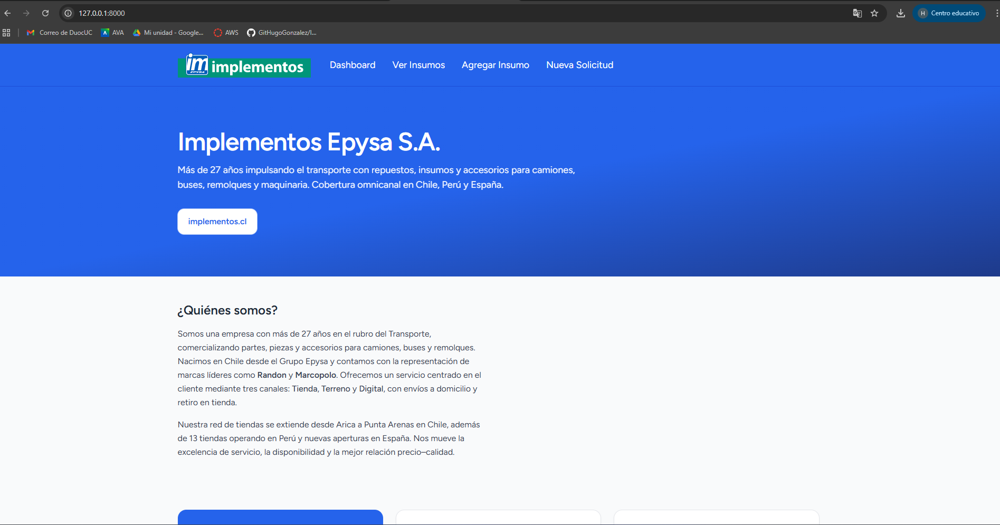 127.0.0.1:8000
H Centro educativo
Correo de DuocUC
AVA
Mi unidad - Google...
AWS
GitHugoGonzalez/I...
im EPYSA implementos
Dashboard
Ver Insumos
Agregar Insumo
Nueva Solicitud
Implementos Epysa S.A.
Más de 27 años impulsando el transporte con repuestos, insumos y accesorios para camiones,
buses, remolques y maquinaria. Cobertura omnicanal en Chile, Perú y España.
implementos.cl
¿Quiénes somos?
Somos una empresa con más de 27 años en el rubro del Transporte,
comercializando partes, piezas y accesorios para camiones, buses y remolques.
Nacimos en Chile desde el Grupo Epysa y contamos con la representación de
marcas líderes como Randon y Marcopolo. Ofrecemos un servicio centrado en el
cliente mediante tres canales: Tienda, Terreno y Digital, con envíos a domicilio y
retiro en tienda.
Nuestra red de tiendas se extiende desde Arica a Punta Arenas en Chile, además
de 13 tiendas operando en Perú y nuevas aperturas en España. Nos mueve la
excelencia de servicio, la disponibilidad y la mejor relación precio–calidad.